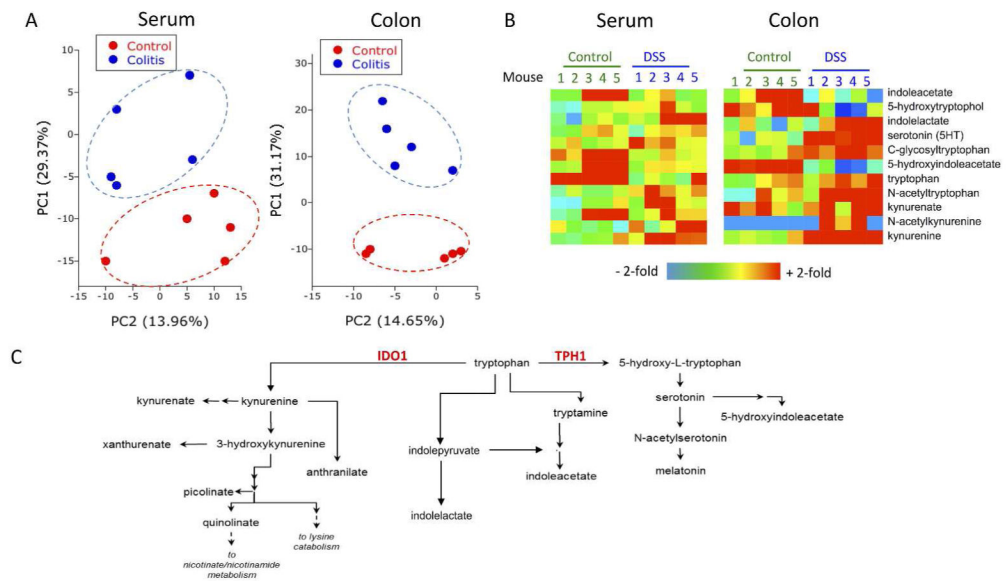 A
Serum
Colon
Control
Colitis
Control
Colitis
PC1 (29.37%)
10
5
0
-5
-10
-15
-15 -10 -5 0 5 10 15
PC2 (13.96%)
PC1 (31.17%)
30
20
10
0
-10
-15 -10 -5 0 5
PC2 (14.65%)
B
Serum
Colon
Control
DSS
Control
DSS
Mouse
1 2 3 4 5 1 2 3 4 5
1 2 3 4 5 1 2 3 4 5
indoleacetate
5-hydroxytryptophol
indolelactate
serotonin (5HT)
C-glycosyltryptophan
5-hydroxyindoleacetate
tryptophan
N-acetyltryptophan
kynurenate
N-acetylkynurenine
kynurenine
- 2-fold
+ 2-fold
C
IDO1
tryptophan
TPH1
5-hydroxy-L-tryptophan
kynurenate
kynurenine
tryptamine
serotonin
5-hydroxyindoleacetate
xanthurenate
3-hydroxykynurenine
anthranilate
indolepyruvate
indoleacetate
N-acetylserotonin
melatonin
picolinate
quinolinate
indolelactate
to
nicotinate/nicotinamide
metabolism
to lysine
catabolism